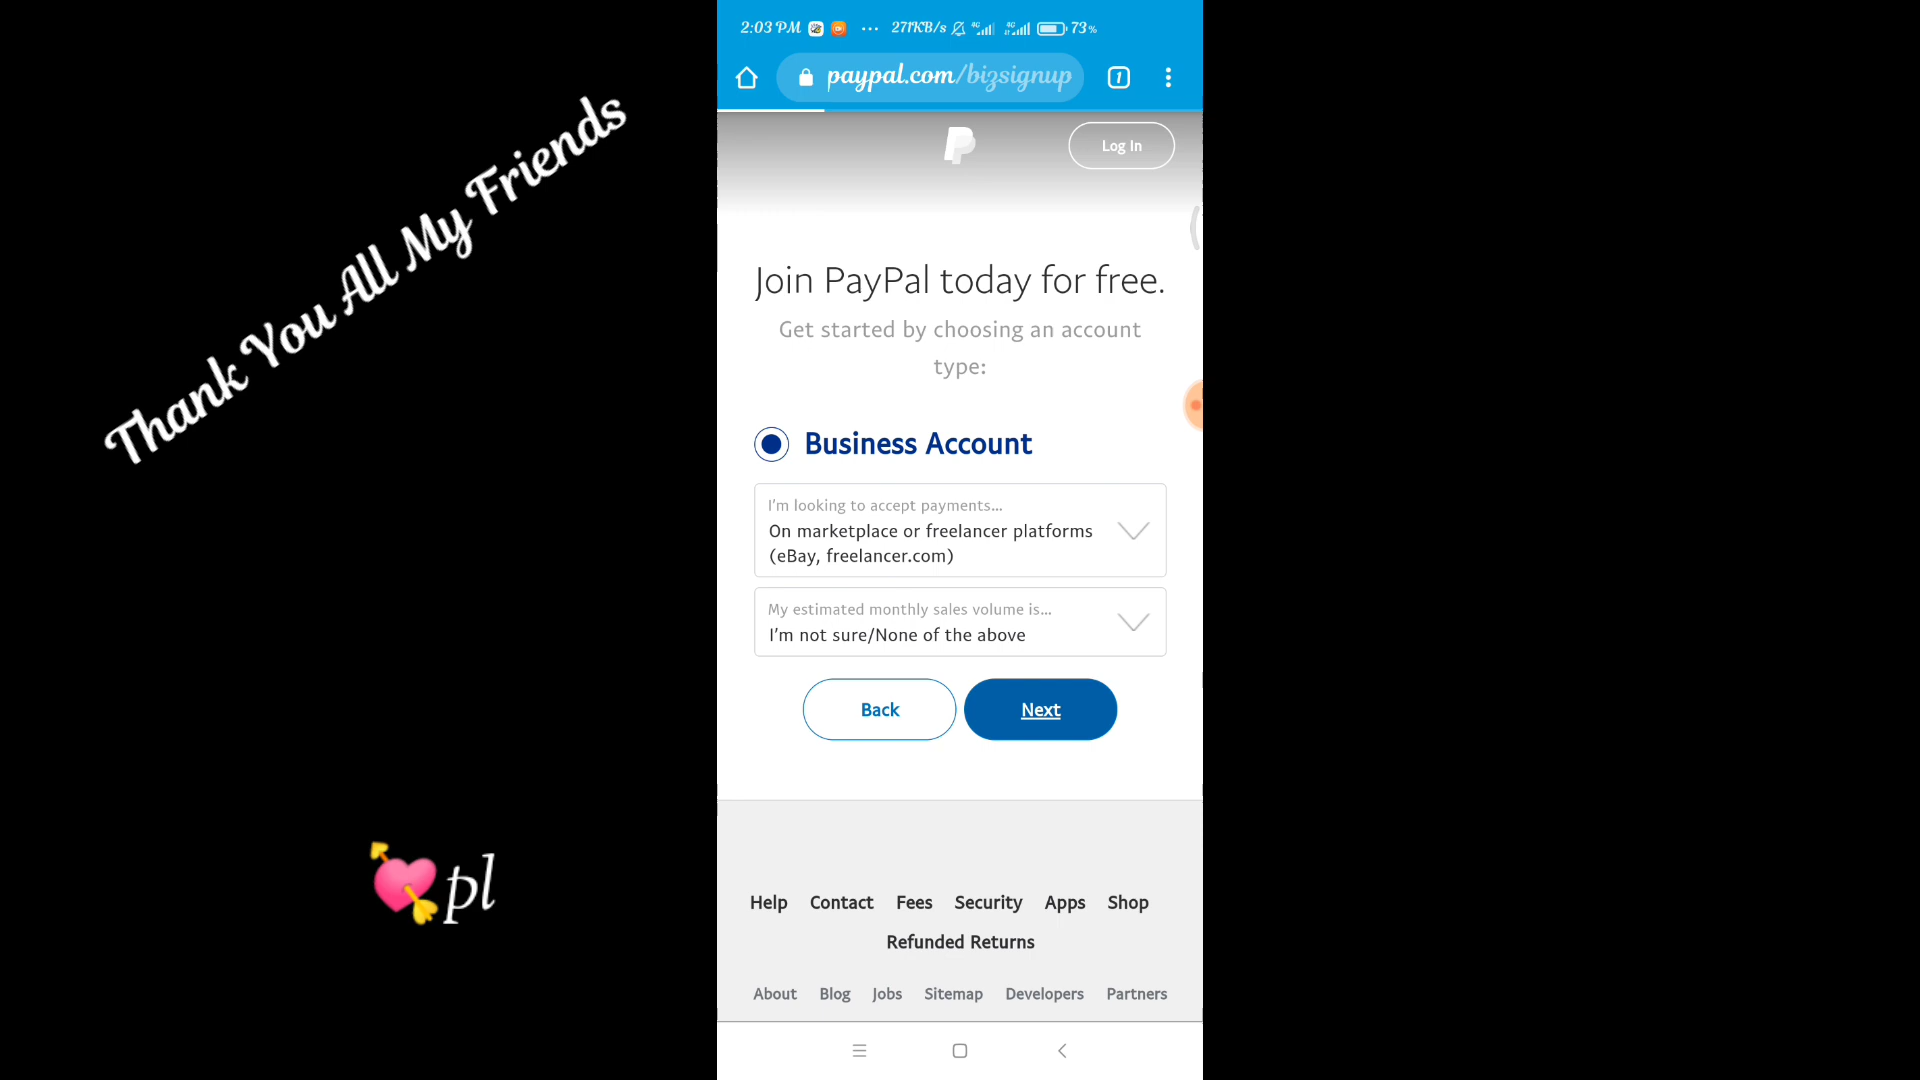 2:03 PM ... 271KB/s 4G 4G 73%
paypal.com/bizsignup 1
Log In
Thank You All My Friends
Join PayPal today for free.
Get started by choosing an account
type:
Business Account
I'm looking to accept payments...
On marketplace or freelancer platforms
(eBay, freelancer.com)
My estimated monthly sales volume is...
I'm not sure/None of the above
Back Next
pl
Help Contact Fees Security Apps Shop
Refunded Returns
About Blog Jobs Sitemap Developers Partners